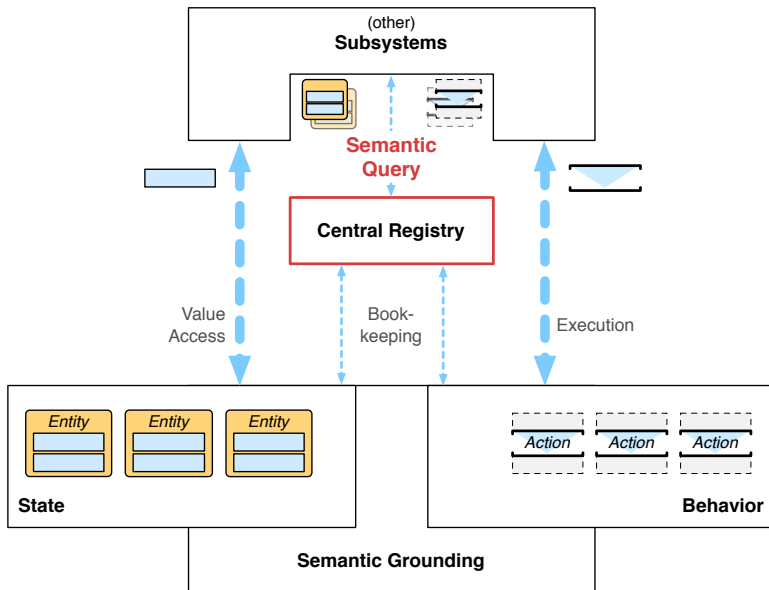 (other)
Subsystems
Semantic
Query
Central Registry
Value
Access
Book-
keeping
Execution
Entity
Entity
Entity
Action
Action
Action
State
Behavior
Semantic Grounding